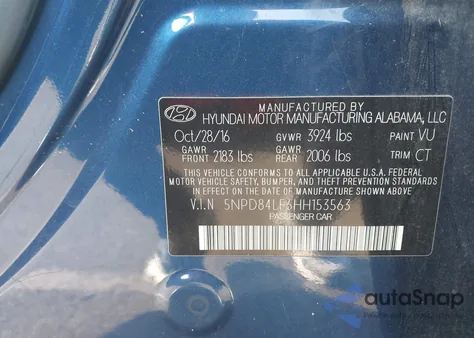 MANUFACTURED BY
HYUNDAI MOTOR MANUFACTURING ALABAMA, LLC
Oct/28/16 GVWR 3924 lbs PAINT VU
GAWR FRONT 2183 lbs GAWR REAR 2006 lbs TRIM CT
THIS VEHICLE CONFORMS TO ALL APPLICABLE U.S. FEDERAL
MOTOR VEHICLE SAFETY, BUMPER, AND THEFT PREVENTION
STANDARDS IN EFFECT ON THE DATE OF MANUFACTURE SHOWN ABOVE.
V.I.N 5NPD84LF3HH153563
PASSENGER CAR
autoSnap